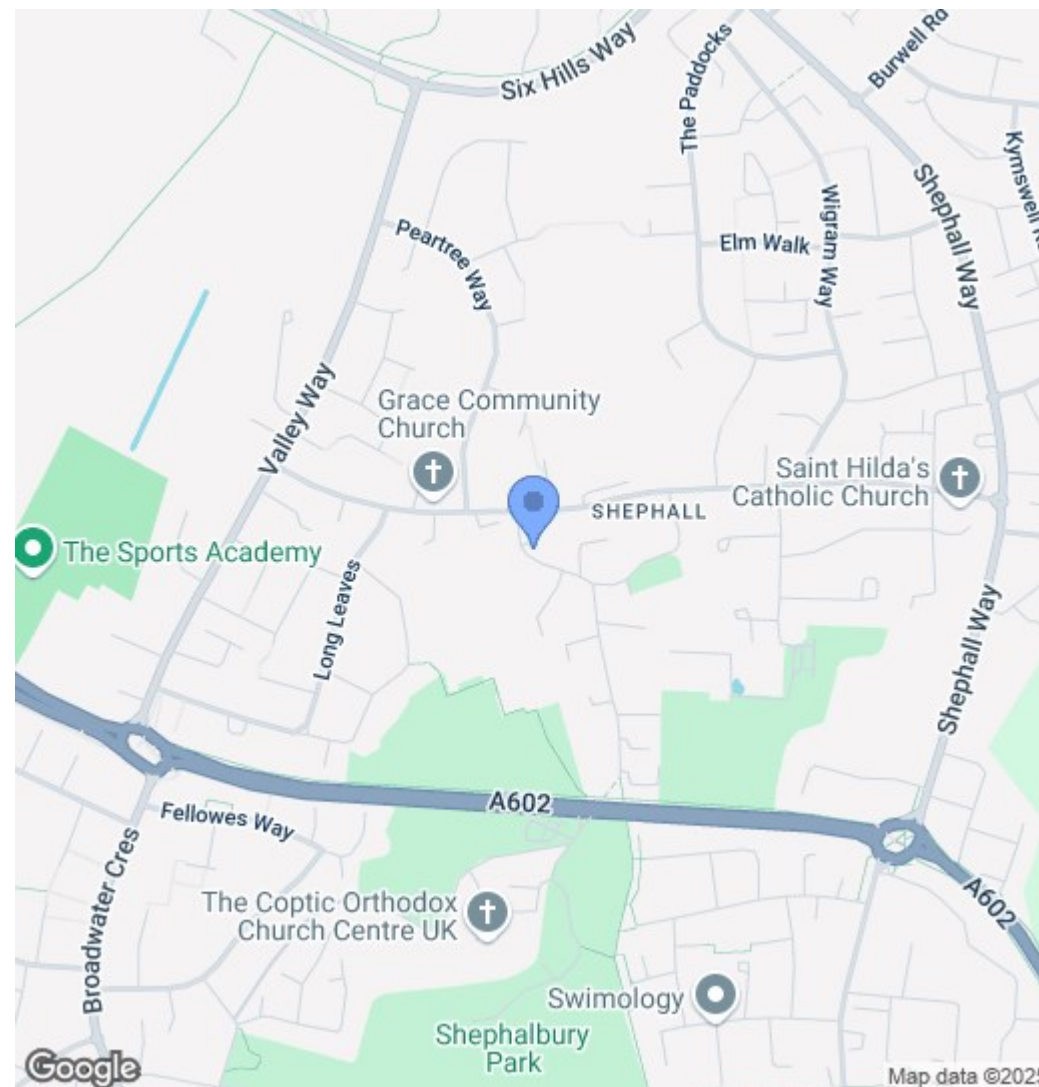 Six Hills Way
The Paddocks
Burwell Rd
Shephall Way
Peartree Way
Elm Walk
Wigram Way
Valley Way
Grace Community
Church
Saint Hilda's
Catholic Church
SHEPHALL
The Sports Academy
Long Leaves
Shephall Way
A602
Fellowes Way
Broadwater Cres
The Coptic Orthodox
Church Centre UK
A602
Swimology
Shephalbury
Park
Google
Map data ©2025